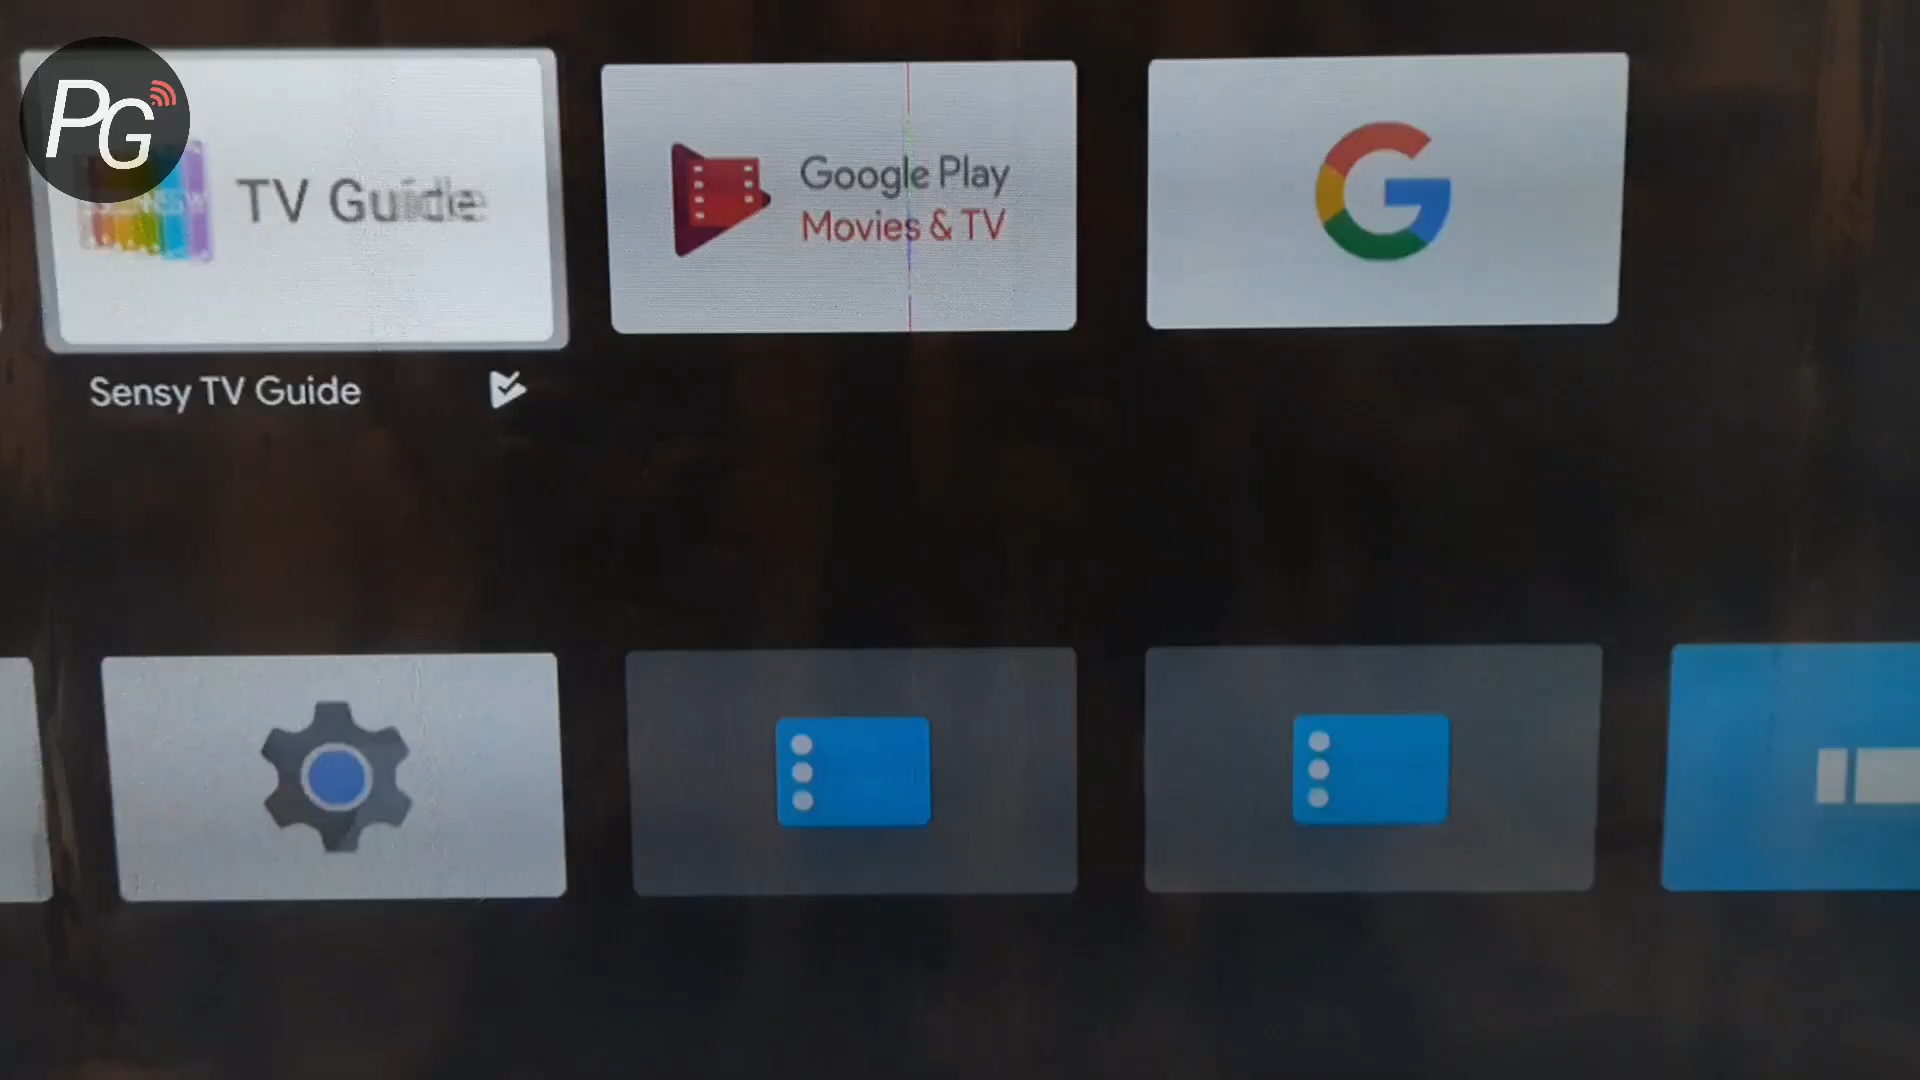 PG
TV Guide
Google Play
Movies & TV
G
Sensy TV Guide